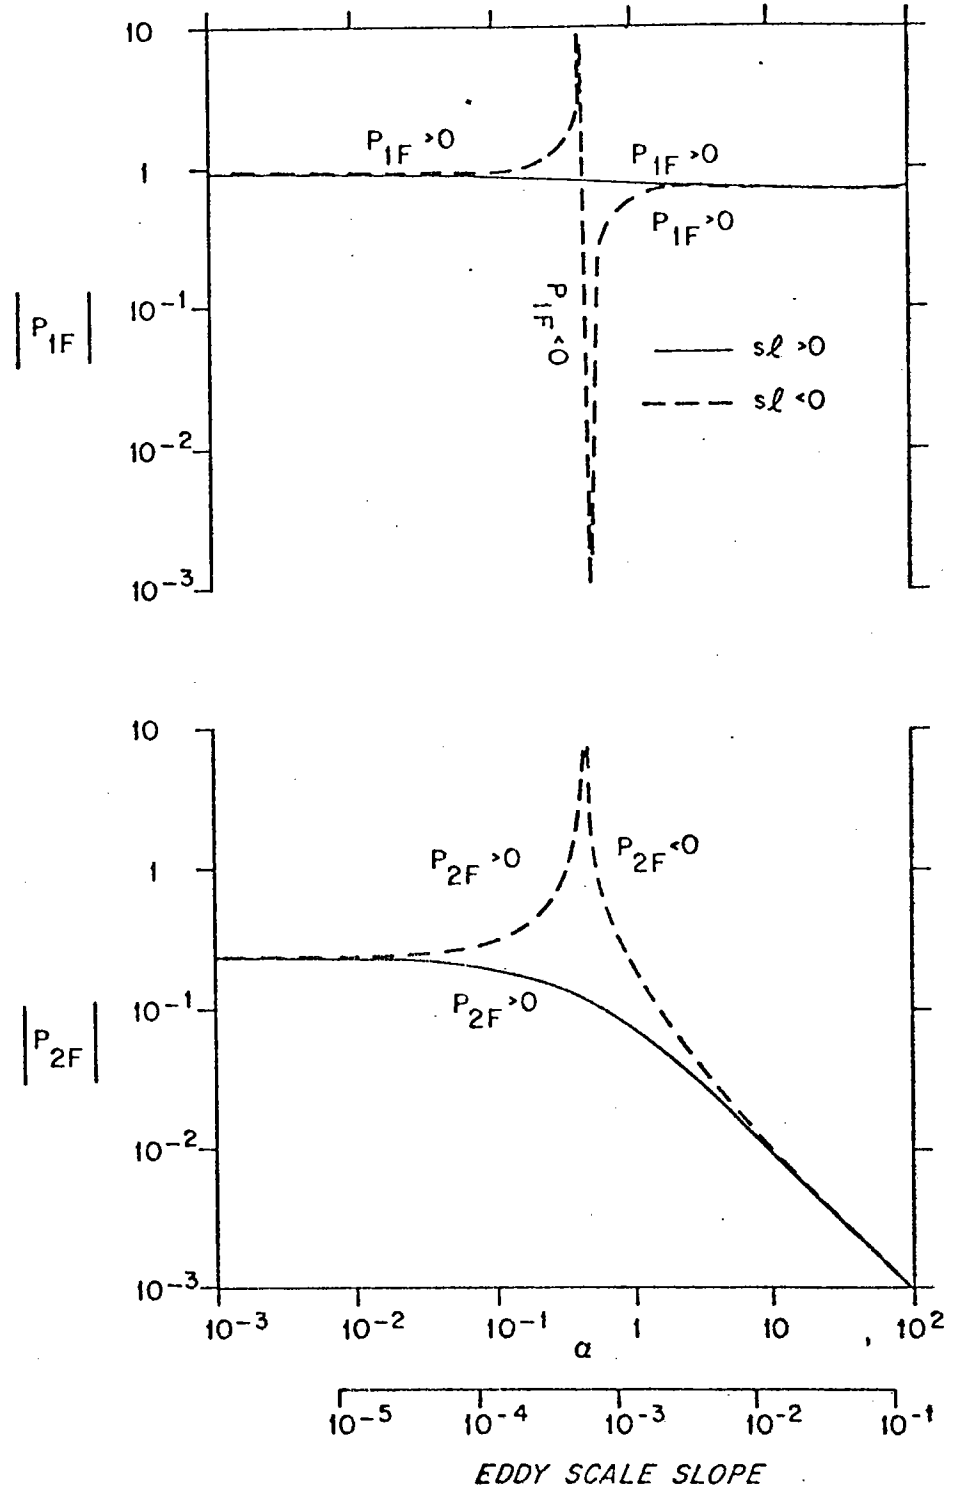 10
1
10⁻¹
10⁻²
10⁻³
|P₁F|
P₁F >0
P₁F >0
P₁F >0
P₁F <0
sℓ >0
sℓ <0
10
1
10⁻¹
10⁻²
10⁻³
|P₂F|
P₂F >0
P₂F <0
P₂F >0
10⁻³ 10⁻² 10⁻¹ 1 10 10²
α
10⁻⁵ 10⁻⁴ 10⁻³ 10⁻² 10⁻¹
EDDY SCALE SLOPE